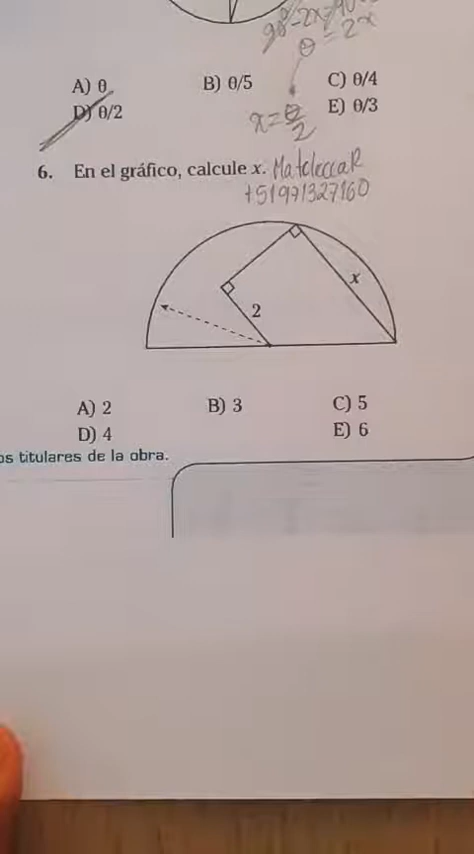 98-2x=90
θ=2x
A) θ B) θ/5 C) θ/4
D) θ/2 E) θ/3
x=θ/2
6. En el gráfico, calcule x. MateleccaR
+51971327160
x
2
A) 2 B) 3 C) 5
D) 4 E) 6
os titulares de la obra.